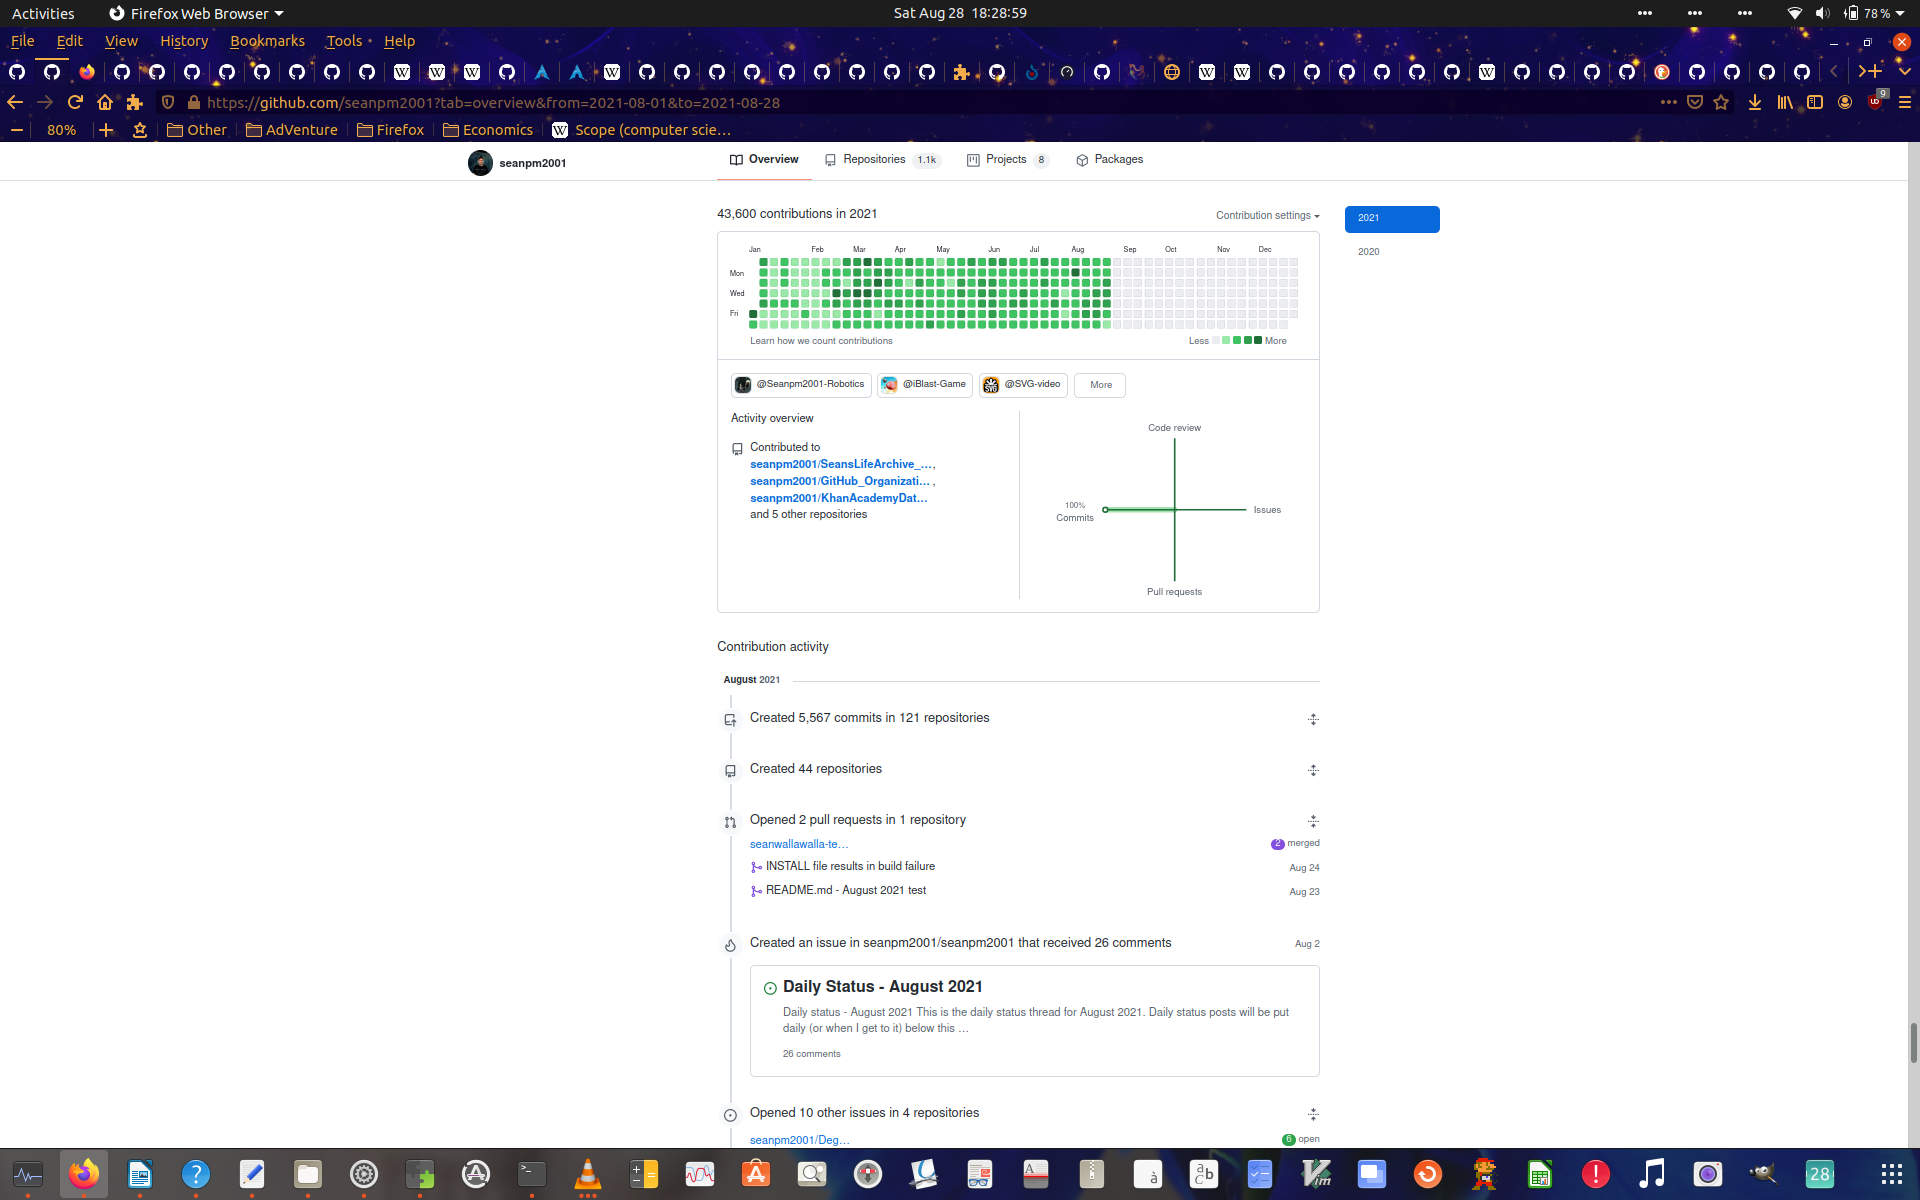 Activities
Firefox Web Browser
Sat Aug 28 18:28:59
78 %
File Edit View History Bookmarks Tools Help
https://github.com/seanpm2001?tab=overview&from=2021-08-01&to=2021-08-28
9
80%
Other
AdVenture
Firefox
Economics
Scope (computer scie…
seanpm2001
Overview
Repositories 1.1k
Projects 8
Packages
43,600 contributions in 2021
Contribution settings
2021
2020
Jan Feb Mar Apr May Jun Jul Aug Sep Oct Nov Dec
Mon
Wed
Fri
Learn how we count contributions
Less
More
@Seanpm2001-Robotics
@iBlast-Game
@SVG-video
More
Activity overview
Contributed to
seanpm2001/SeansLifeArchive_… ,
seanpm2001/GitHub_Organizati… ,
seanpm2001/KhanAcademyDat…
and 5 other repositories
Code review
100%
Commits
Issues
Pull requests
Contribution activity
August 2021
Created 5,567 commits in 121 repositories
Created 44 repositories
Opened 2 pull requests in 1 repository
seanwallawalla-te…
2 merged
INSTALL file results in build failure
Aug 24
README.md - August 2021 test
Aug 23
Created an issue in seanpm2001/seanpm2001 that received 26 comments
Aug 2
Daily Status - August 2021
Daily status - August 2021 This is the daily status thread for August 2021. Daily status posts will be put
daily (or when I get to it) below this …
26 comments
Opened 10 other issues in 4 repositories
seanpm2001/Deg…
6 open
28